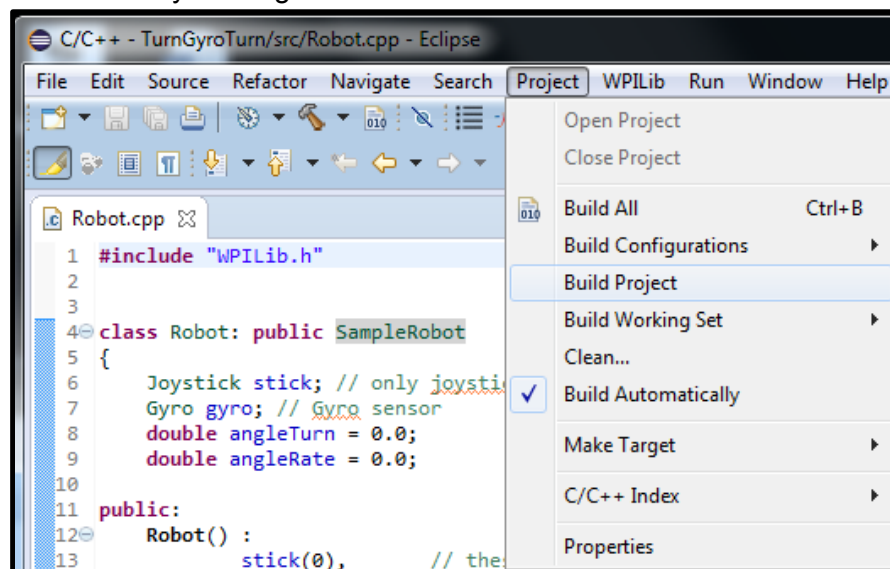 C/C++ - TurnGyroTurn/src/Robot.cpp - Eclipse
File Edit Source Refactor Navigate Search Project WPILib Run Window Help
Open Project
Close Project
010 Build All Ctrl+B
Build Configurations
Build Project
Build Working Set
Clean...
Build Automatically
Make Target
C/C++ Index
Properties
010
.c Robot.cpp
1 #include "WPILib.h"
2
3
4 class Robot: public SampleRobot
5 {
6 Joystick stick; // only joysti
7 Gyro gyro; // Gyro sensor
8 double angleTurn = 0.0;
9 double angleRate = 0.0;
10
11 public:
12 Robot() :
13 stick(0), // thes